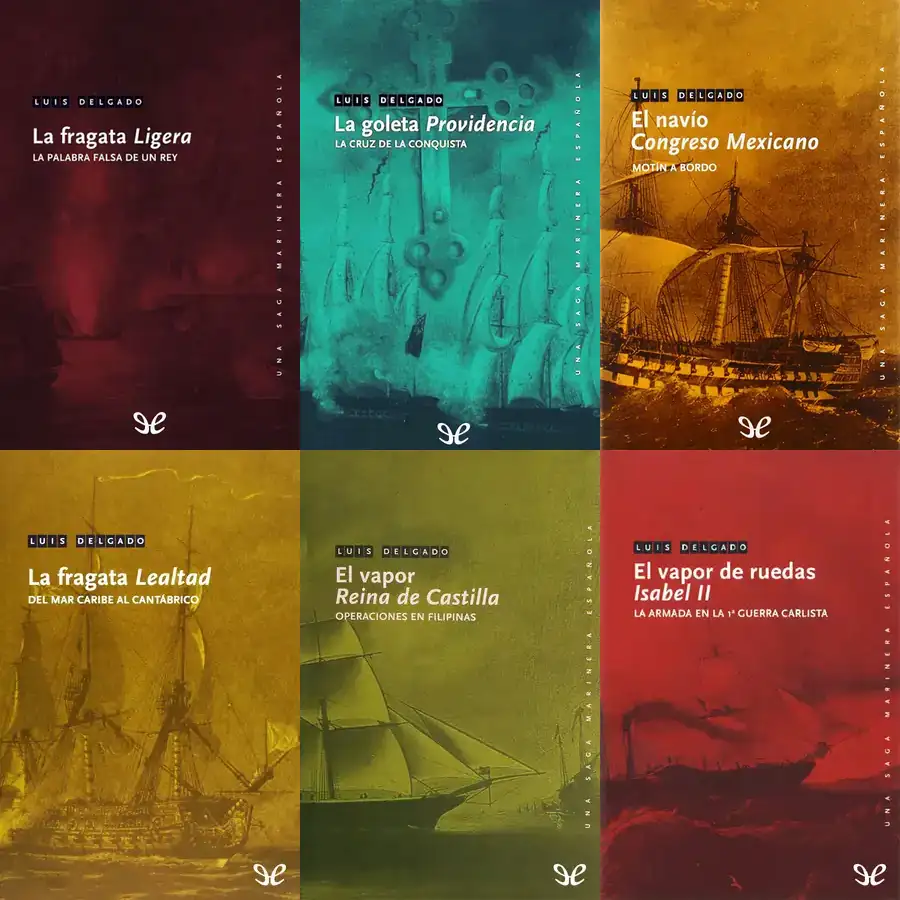 LUIS DELGADO
La fragata Ligera
LA PALABRA FALSA DE UN REY
UNA SAGA MARINERA ESPAÑOLA
LUIS DELGADO
La goleta Providencia
LA CRUZ DE LA CONQUISTA
UNA SAGA MARINERA ESPAÑOLA
LUIS DELGADO
El navío
Congreso Mexicano
MOTÍN A BORDO
UNA SAGA MARINERA ESPAÑOLA
LUIS DELGADO
La fragata Lealtad
DEL MAR CARIBE AL CANTÁBRICO
LUIS DELGADO
El vapor
Reina de Castilla
OPERACIONES EN FILIPINAS
UNA SAGA MARINERA ESPAÑOLA
LUIS DELGADO
El vapor de ruedas
Isabel II
LA ARMADA EN LA 1ª GUERRA CARLISTA
UNA SAGA MARINERA ESPAÑOLA